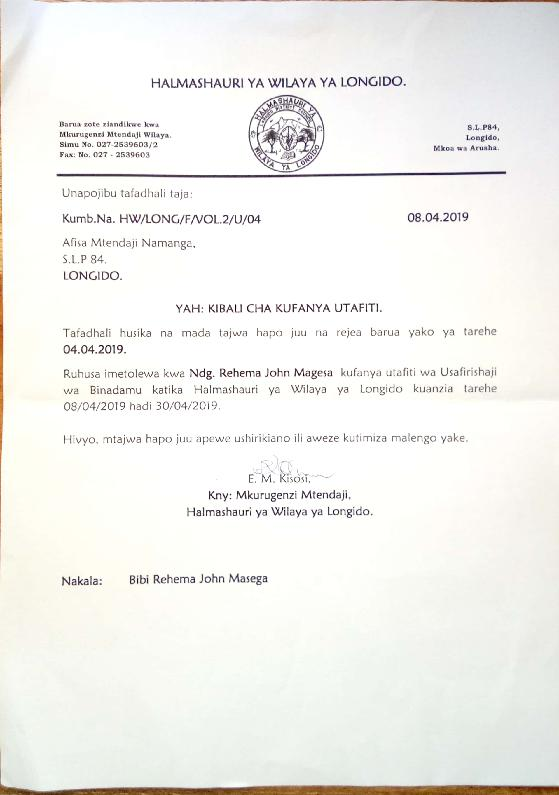 HALMASHAURI YA WILAYA YA LONGIDO.
Barua zote ziandikwe kwa
Mkurugenzi Mtendaji Wilaya.
Simu No. 027-2539603/2
Fax: No. 027 - 2539603
HALMASHAURI YA
WILAYA YA LONGIDO
S.L.P84,
Longido,
Mkoa wa Arusha.
Unapojibu tafadhali taja:
Kumb.Na. HW/LONG/F/VOL.2/U/04 08.04.2019
Afisa Mtendaji Namanga,
S.L.P 84,
LONGIDO.
YAH: KIBALI CHA KUFANYA UTAFITI.
Tafadhali husika na mada tajwa hapo juu na rejea barua yako ya tarehe
04.04.2019.
Ruhusa imetolewa kwa Ndg. Rehema John Magesa kufanya utafiti wa Usafirishaji
wa Binadamu katika Halmashauri ya Wilaya ya Longido kuanzia tarehe
08/04/2019 hadi 30/04/2019.
Hivyo, mtajwa hapo juu apewe ushirikiano ili aweze kutimiza malengo yake.
E. M. Kisosi,
Kny: Mkurugenzi Mtendaji,
Halmashauri ya Wilaya ya Longido.
Nakala: Bibi Rehema John Masega